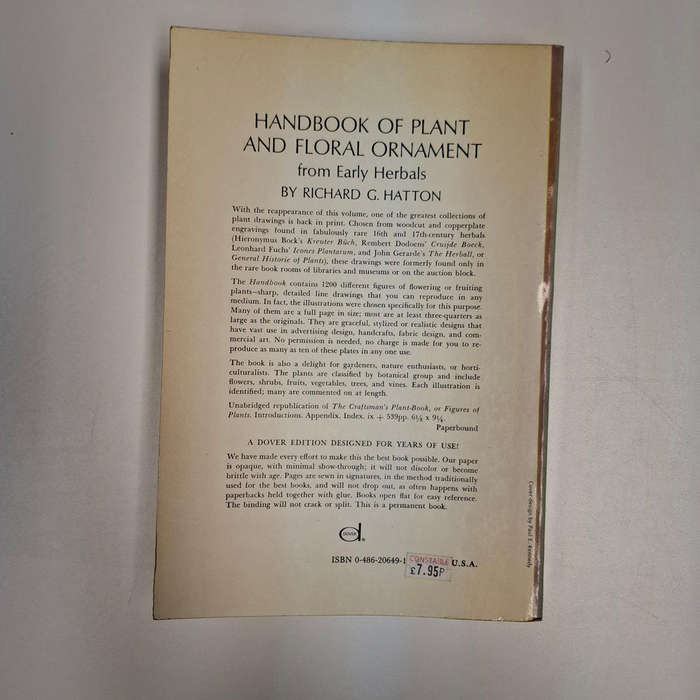 HANDBOOK OF PLANT
AND FLORAL ORNAMENT
from Early Herbals
BY RICHARD G. HATTON
With the reappearance of this volume, one of the greatest collections of
plant drawings is back in print. Chosen from woodcut and copperplate
engravings found in fabulously rare 16th and 17th-century herbals
(Hieronymus Bock's Kreuter Büch, Rembert Dodoens' Crusjde Boeck,
Leonhard Fuchs' Icones Plantarum, and John Gerarde's The Herball, or
General Historie of Plants), these drawings were formerly found only in
the rare book rooms of libraries and museums or on the auction block.
The Handbook contains 1200 different figures of flowering or fruiting
plants—sharp, detailed line drawings that you can reproduce in any
medium. In fact, the illustrations were chosen specifically for this purpose.
Many of them are a full page in size; most are at least three-quarters as
large as the originals. They are graceful, stylized or realistic designs that
have vast use in advertising design, handcrafts, fabric design, and com-
mercial art. No permission is needed, no charge is made for you to re-
produce as many as ten of these plates in any one use.
The book is also a delight for gardeners, nature enthusiasts, or horti-
culturalists. The plants are classified by botanical group and include
flowers, shrubs, fruits, vegetables, trees, and vines. Each illustration is
identified; many are commented on at length.
Unabridged republication of The Craftsman's Plant-Book, or Figures of
Plants. Introductions. Appendix. Index. ix + 539pp. 6⅛ x 9¼.
Paperbound
A DOVER EDITION DESIGNED FOR YEARS OF USE!
We have made every effort to make this the best book possible. Our paper
is opaque, with minimal show-through; it will not discolor or become
brittle with age. Pages are sewn in signatures, in the method traditionally
used for the best books, and will not drop out, as often happens with
paperbacks held together with glue. Books open flat for easy reference.
The binding will not crack or split. This is a permanent book.
DOVER ®
ISBN 0-486-20649-1
CONSTABLE
£7.95P
U.S.A.
Cover design by Paul E. Kennedy